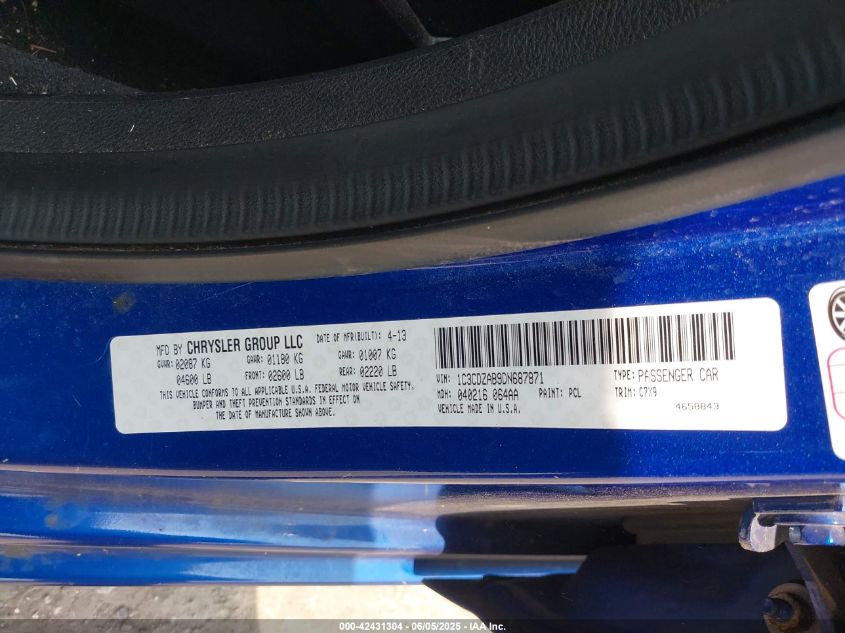 MFD BY CHRYSLER GROUP LLC DATE OF MFR(BUILT): 4-13
GVWR: 02087 KG GAWR: 01180 KG GAWR: 01007 KG
04600 LB FRONT: 02600 LB REAR: 02220 LB
THIS VEHICLE CONFORMS TO ALL APPLICABLE U.S.A. FEDERAL MOTOR VEHICLE SAFETY,
BUMPER AND THEFT PREVENTION STANDARDS IN EFFECT ON
THE DATE OF MANUFACTURE SHOWN ABOVE.
VIN: 1C3CDZAB9DN687871 TYPE: PASSENGER CAR
MDH: 040216 064AA PAINT: PCL TRIM: C7X9
VEHICLE MADE IN U.S.A. 4658843
000-42431304 | 06/05/2025 - © IAA Inc.